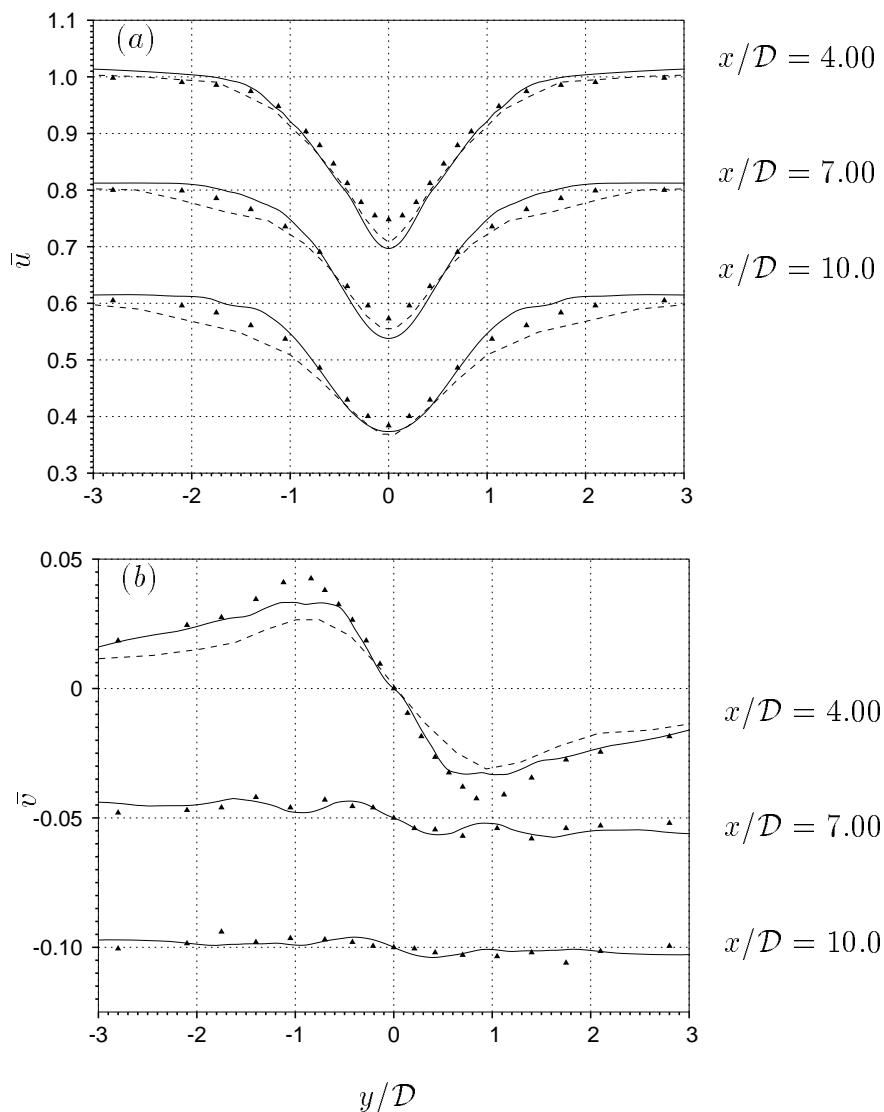 (a)
1.1
1.0
0.9
0.8
0.7
0.6
0.5
0.4
0.3
u̅
-3 -2 -1 0 1 2 3
x/D = 4.00
x/D = 7.00
x/D = 10.0
(b)
0.05
0
-0.05
-0.10
v̅
-3 -2 -1 0 1 2 3
x/D = 4.00
x/D = 7.00
x/D = 10.0
y/D